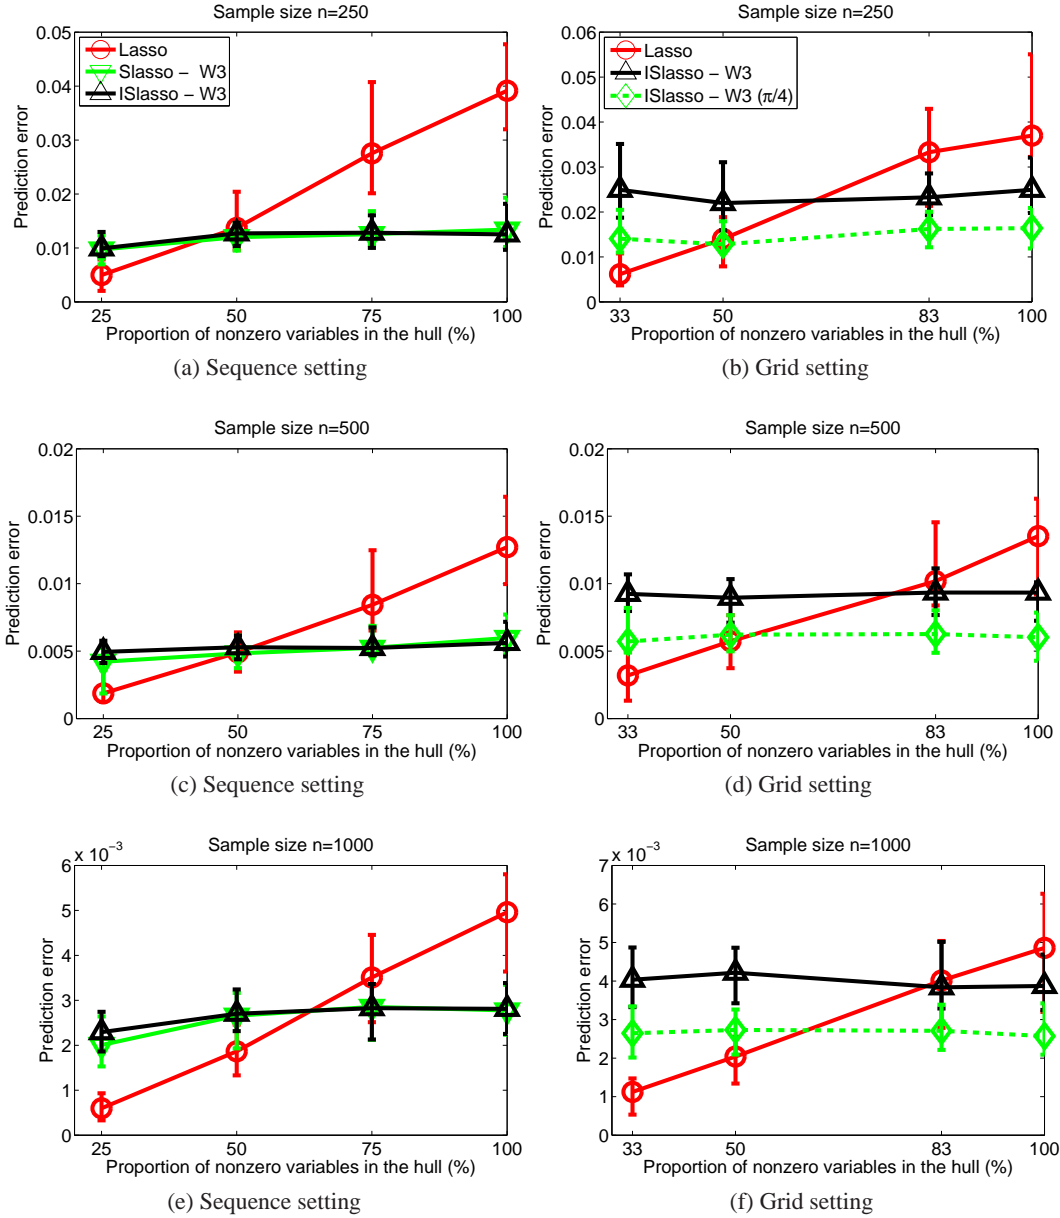 Sample size n=250
0.05
0.04
0.03
0.02
0.01
0
Prediction error
Lasso
Slasso − W3
ISlasso − W3
25
50
75
100
Proportion of nonzero variables in the hull (%)
(a) Sequence setting
Sample size n=250
0.06
0.05
0.04
0.03
0.02
0.01
0
Prediction error
Lasso
ISlasso − W3
ISlasso − W3 (π/4)
33
50
83
100
Proportion of nonzero variables in the hull (%)
(b) Grid setting
Sample size n=500
0.02
0.015
0.01
0.005
0
Prediction error
25
50
75
100
Proportion of nonzero variables in the hull (%)
(c) Sequence setting
Sample size n=500
0.02
0.015
0.01
0.005
0
Prediction error
33
50
83
100
Proportion of nonzero variables in the hull (%)
(d) Grid setting
Sample size n=1000
x 10⁻³
6
5
4
3
2
1
0
Prediction error
25
50
75
100
Proportion of nonzero variables in the hull (%)
(e) Sequence setting
Sample size n=1000
x 10⁻³
7
6
5
4
3
2
1
0
Prediction error
33
50
83
100
Proportion of nonzero variables in the hull (%)
(f) Grid setting